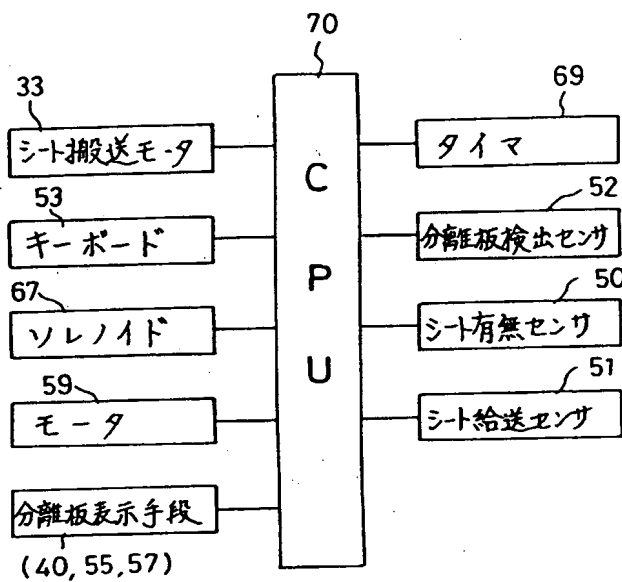 70
33
シート搬送モータ
53
キーボード
67
ソレノイド
59
モータ
分離板表示手段
(40,55,57)
C
P
U
69
タイマ
52
分離板検出センサ
50
シート有無センサ
51
シート給送センサ